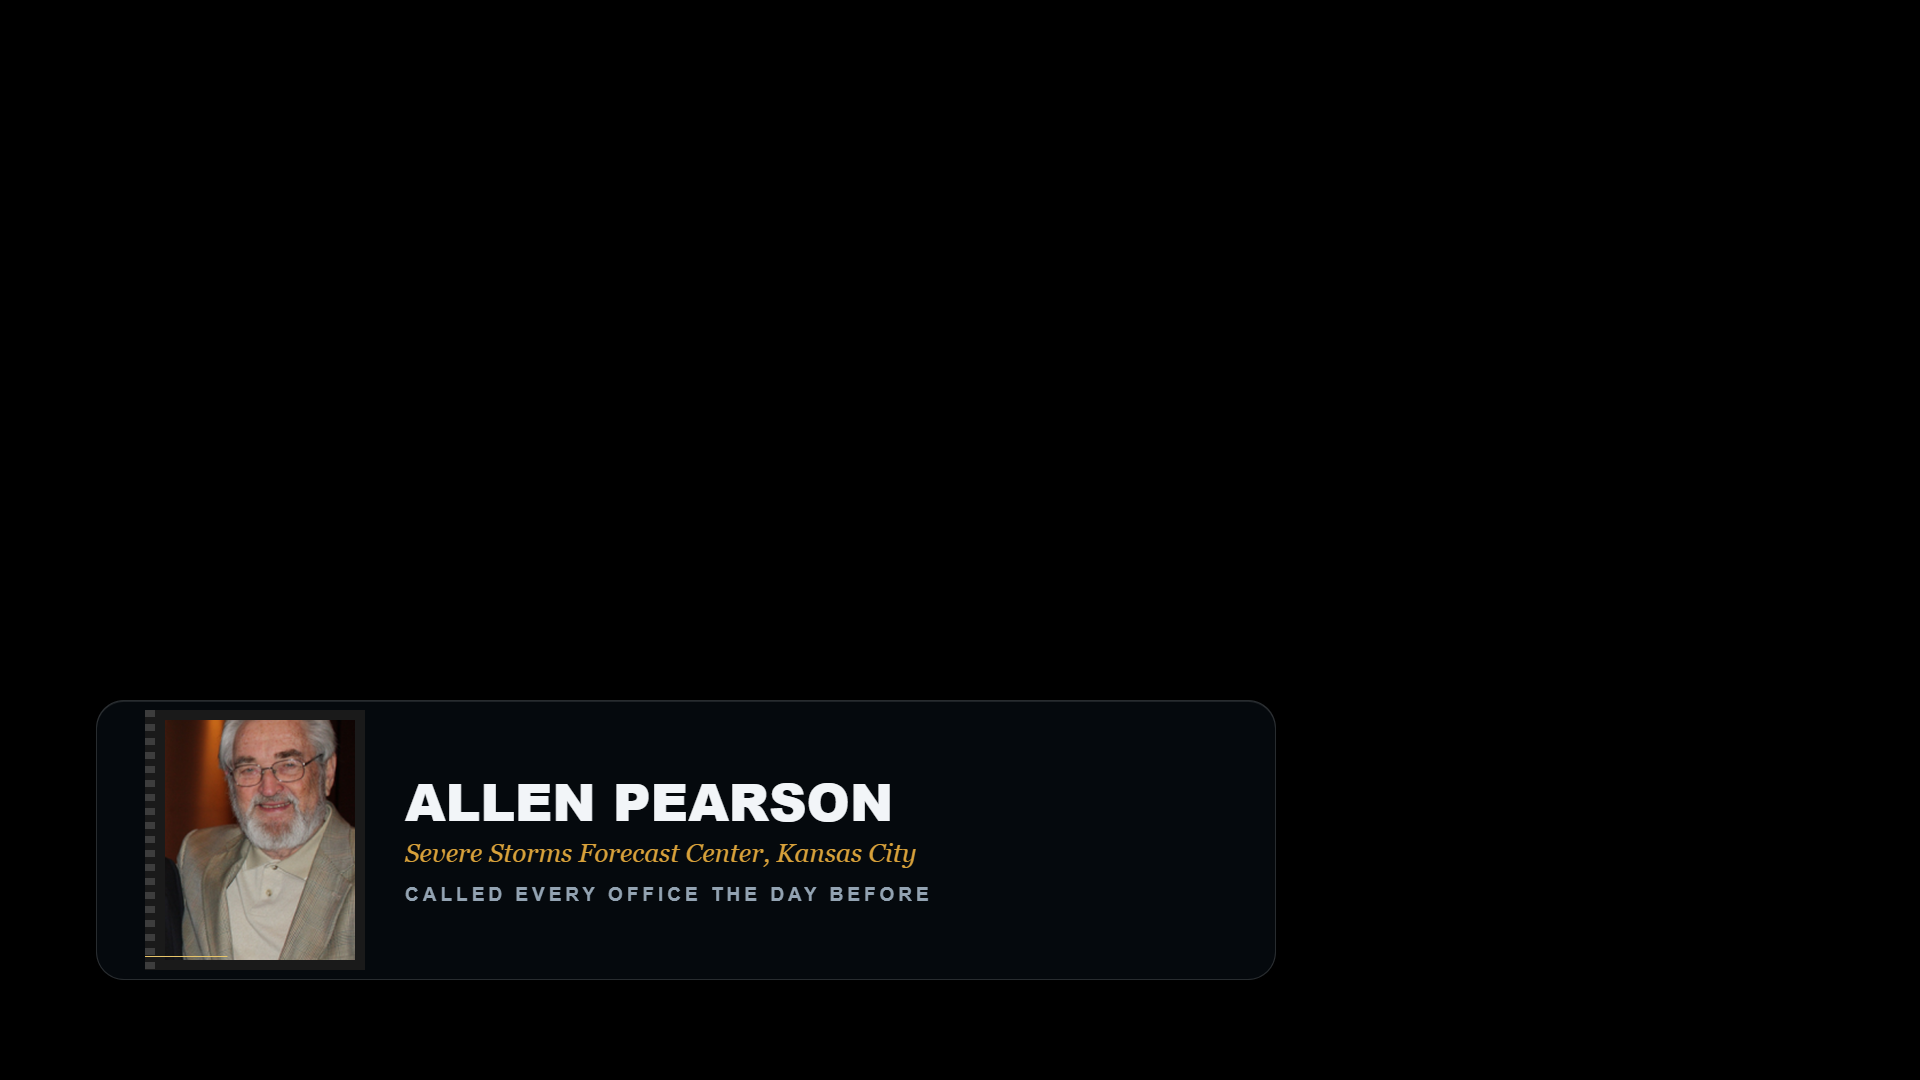 ALLEN PEARSON
Severe Storms Forecast Center, Kansas City
CALLED EVERY OFFICE THE DAY BEFORE